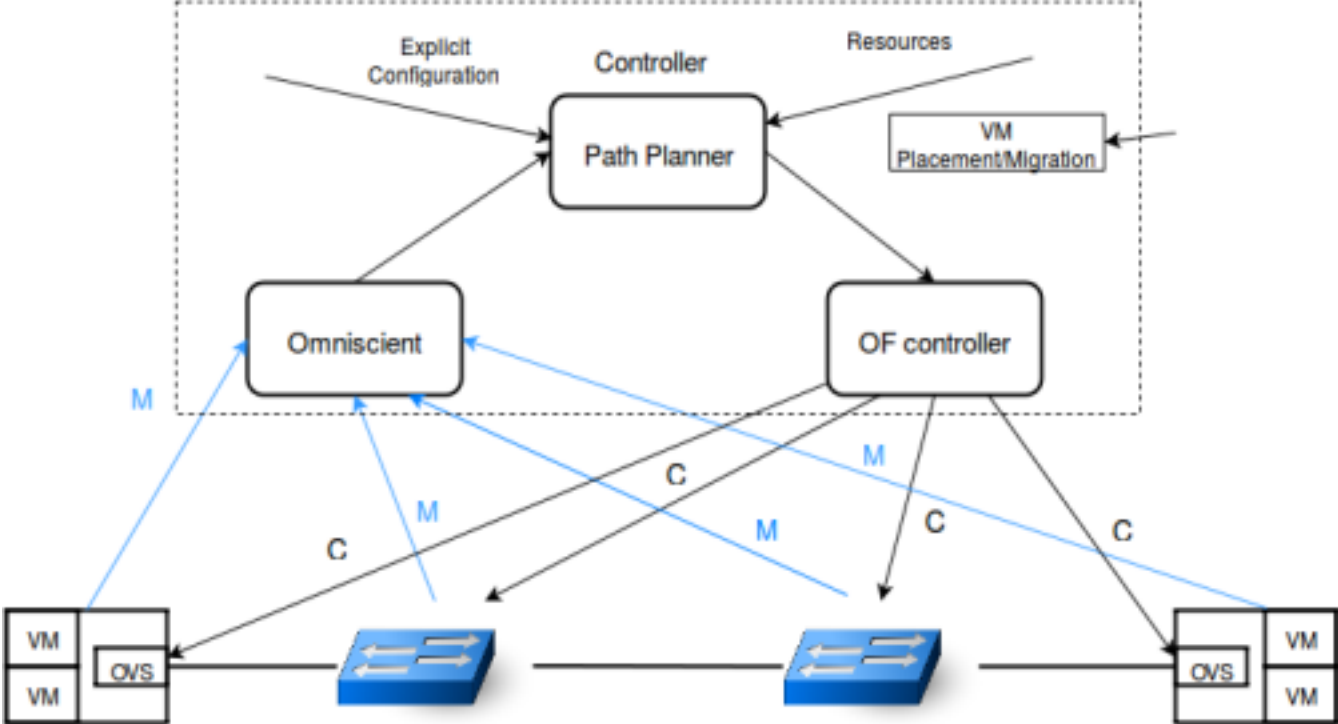 Explicit
Configuration
Controller
Resources
Path Planner
VM
Placement/Migration
Omniscient
OF controller
M
C
M
M
M
C
C
C
VM
OVS
VM
VM
OVS
VM